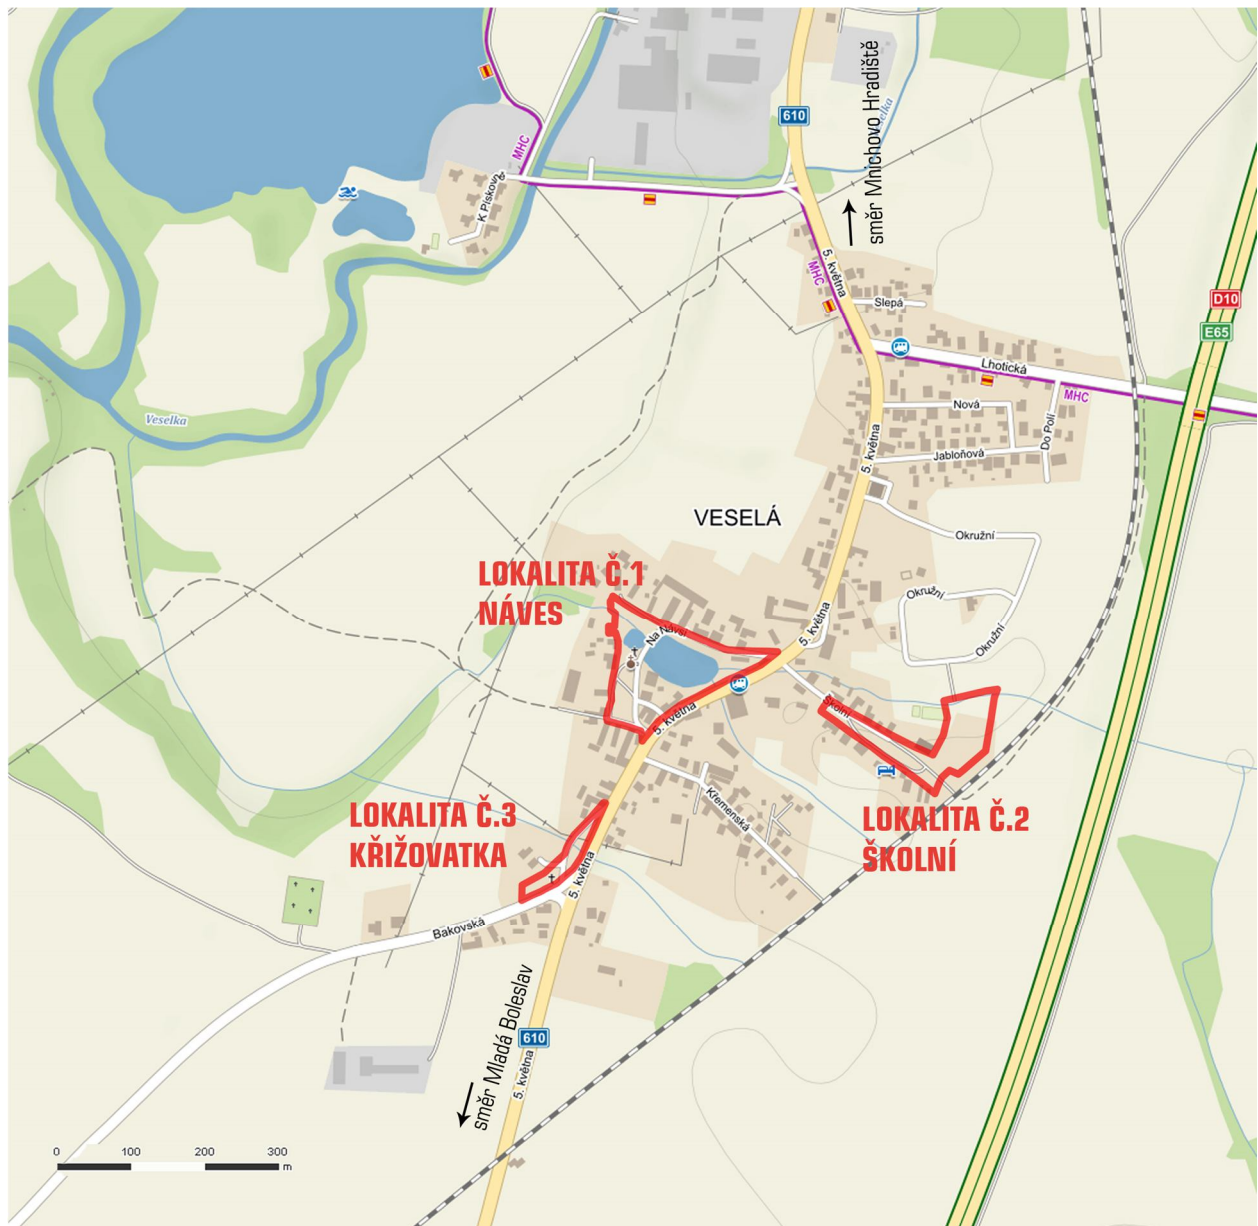 610
směr Mnichovo Hradiště
Veselka
MHC
K Pískovn
5. května
MHC
Slepá
D10
E65
Lhotická
MHC
Nová
Do Polí
Veselka
5. května
Jabloňová
VESELÁ
Okružní
LOKALITA Č.1
NÁVES
Okružní
Na Návsi
5. května
Okružní
Školní
5. května
Křemenská
LOKALITA Č.3
KŘIŽOVATKA
LOKALITA Č.2
ŠKOLNÍ
5. května
Bakovská
směr Mladá Boleslav
610
5. května
0 100 200 300
m